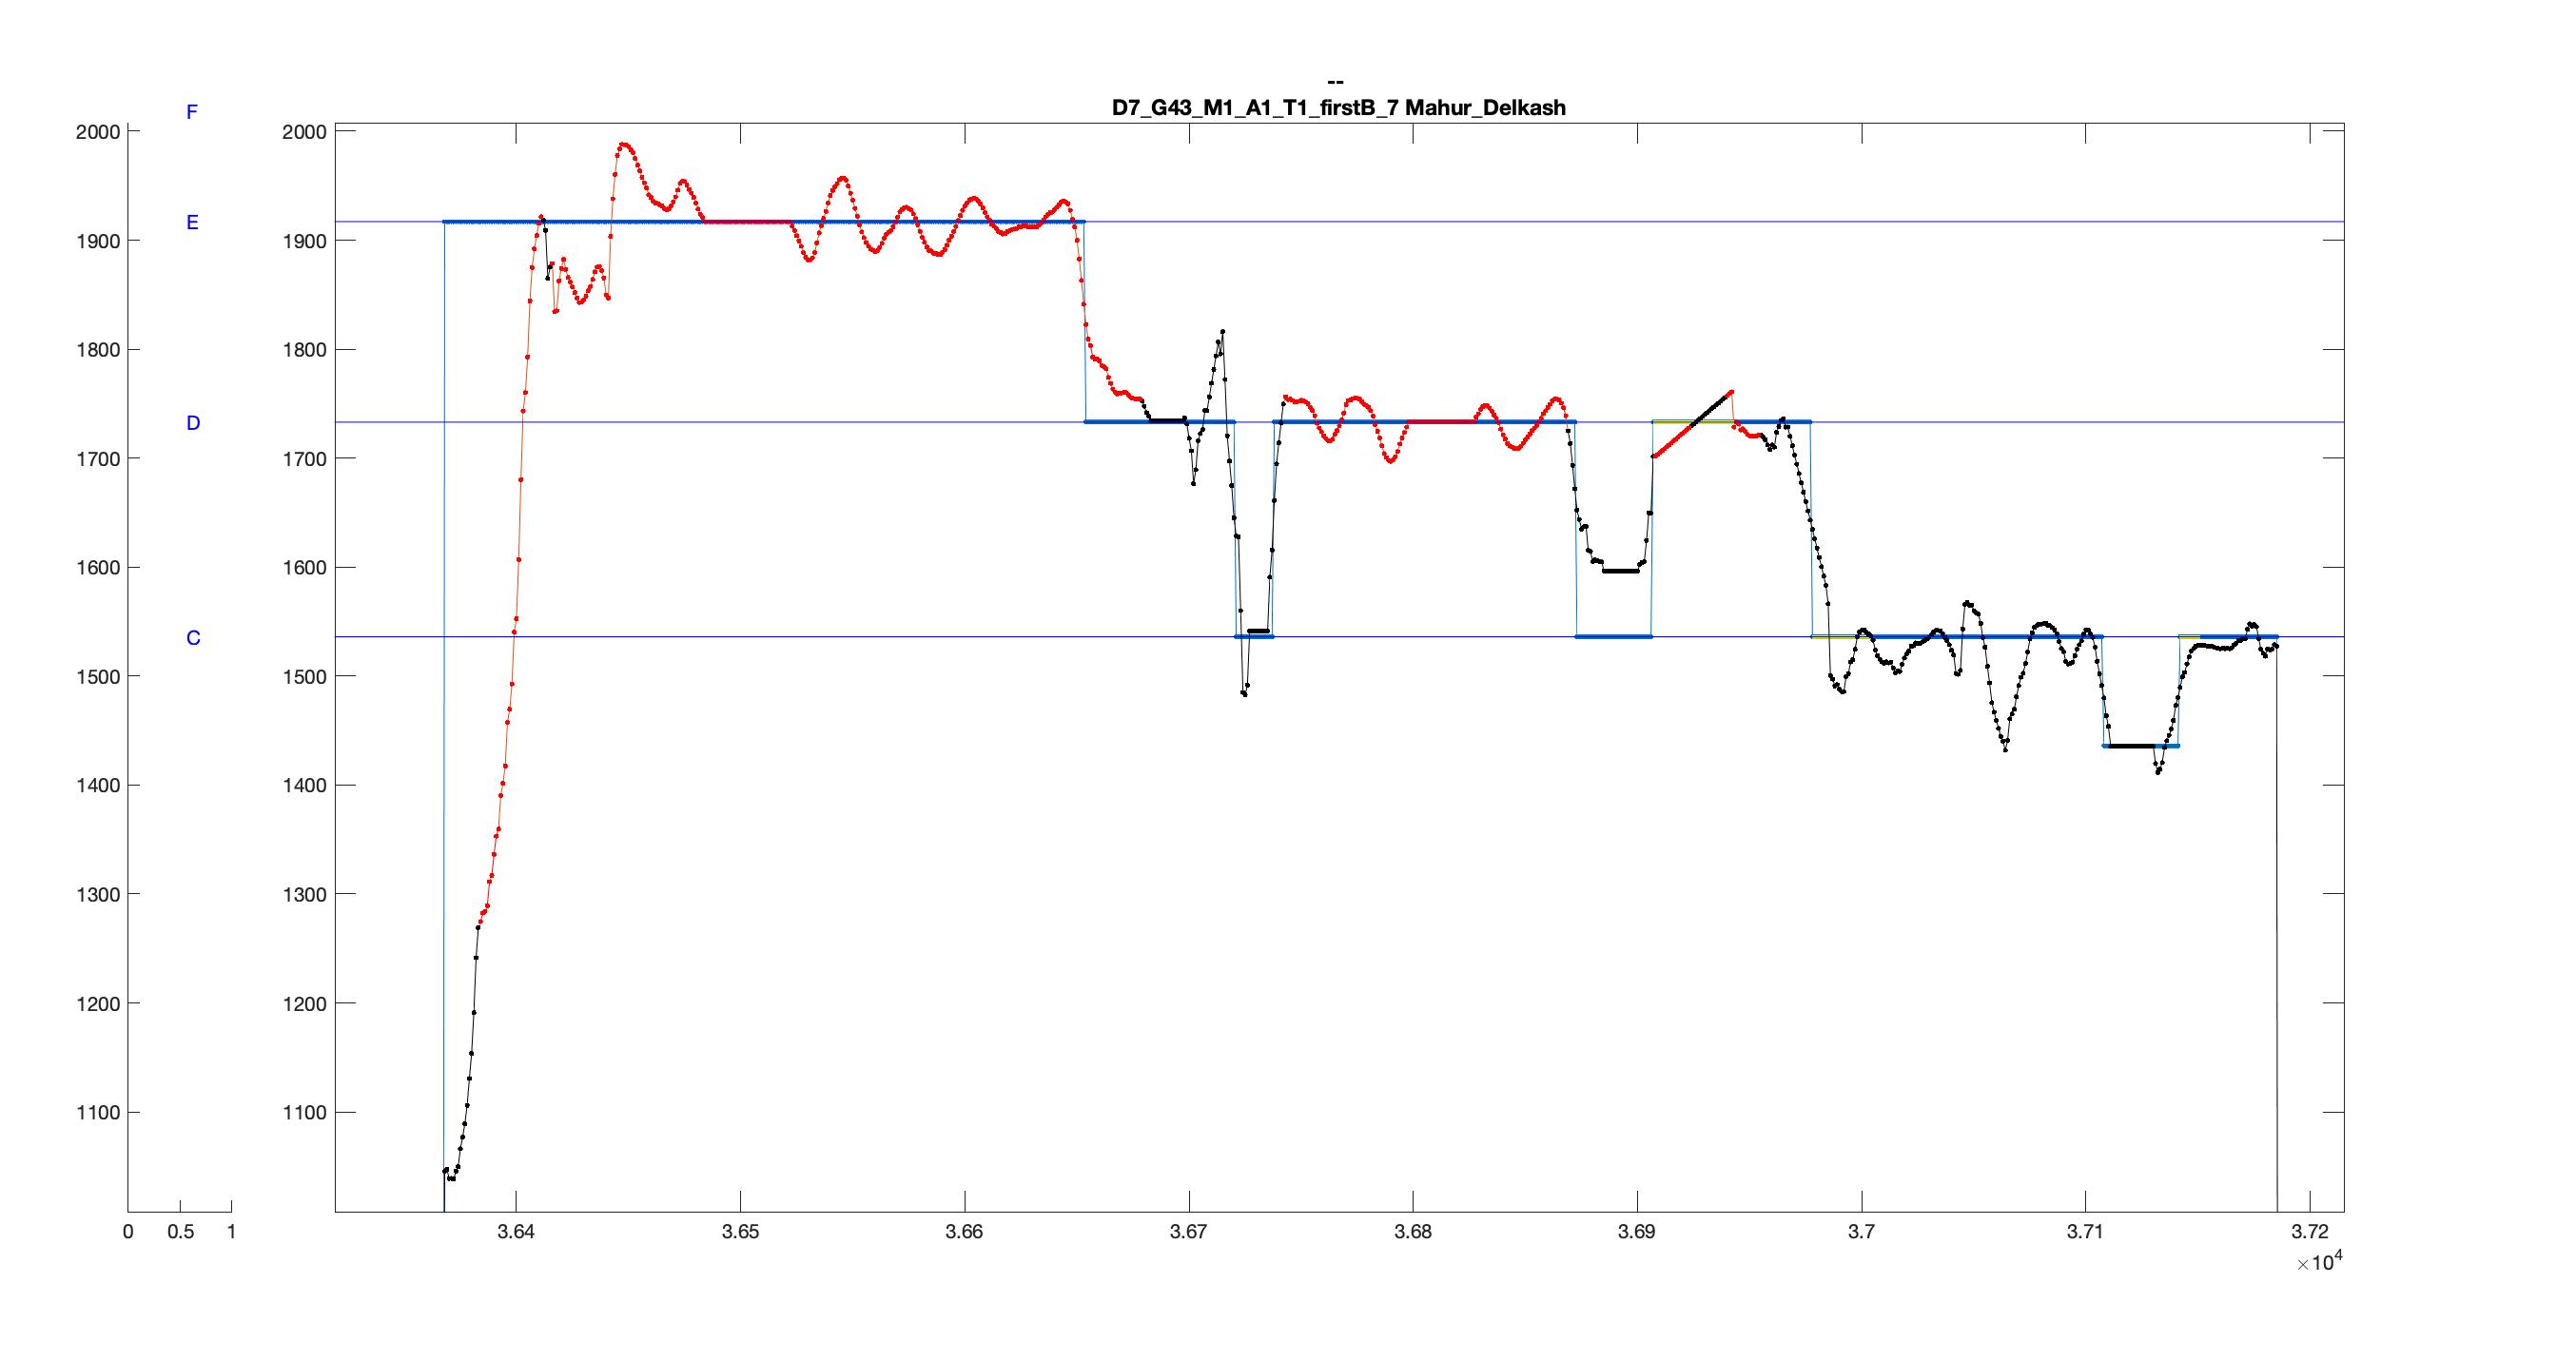 --
D7_G43_M1_A1_T1_firstB_7 Mahur_Delkash
F
2000 2000
E
1900 1900
1800 1800
D
1700 1700
C
1600 1600
1500 1500
1400 1400
1300 1300
1200 1200
1100 1100
0 0.5 1 3.64 3.65 3.66 3.67 3.68 3.69 3.7 3.71 3.72
×10^4